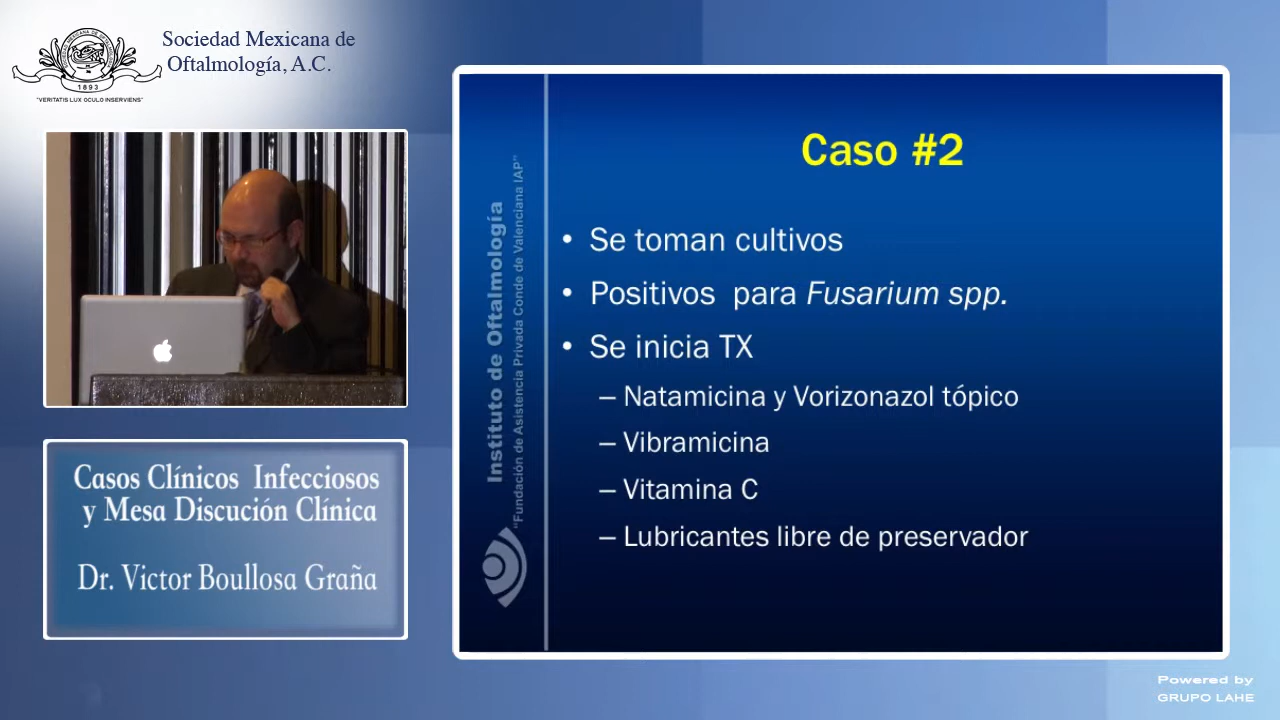 Sociedad Mexicana de
Oftalmología, A.C.
1893
"VERITATIS LUX OCULO INSERVIENS"
Casos Clínicos Infecciosos
y Mesa Discución Clínica
Dr. Victor Boullosa Graña
Instituto de Oftalmología
"Fundación de Asistencia Privada Conde de Valenciana IAP"
Caso #2
• Se toman cultivos
• Positivos para Fusarium spp.
• Se inicia TX
– Natamicina y Vorizonazol tópico
– Vibramicina
– Vitamina C
– Lubricantes libre de preservador
Powered by
GRUPO LAHE